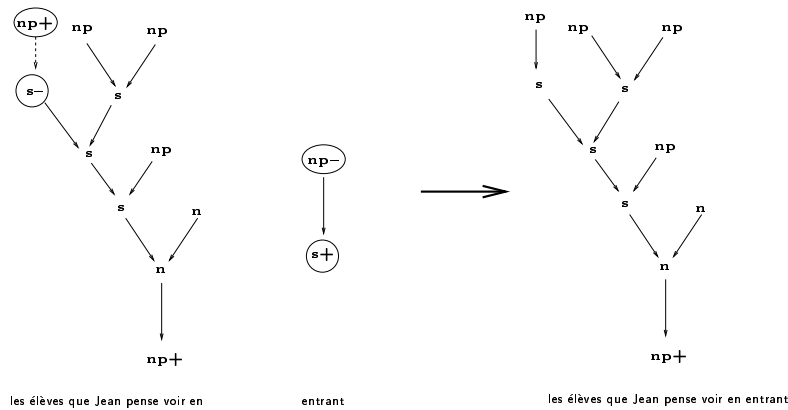 np+ np np np np np
s– s s
s s
np np– np
s s
n n
s+
n n
np+ np+
les élèves que Jean pense voir en entrant les élèves que Jean pense voir en entrant